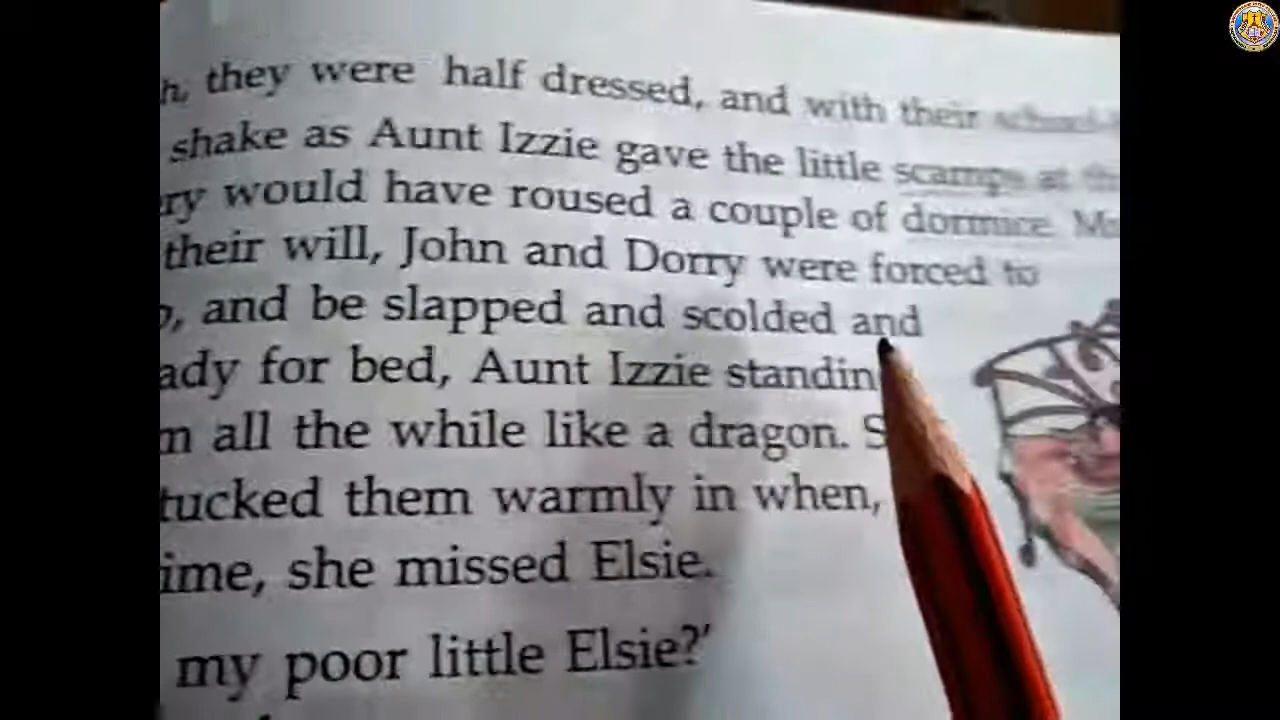 h, they were half dressed, and with their school-
shake as Aunt Izzie gave the little scamps at
ry would have roused a couple of dormice.
their will, John and Dorry were forced to
, and be slapped and scolded and
ady for bed, Aunt Izzie standin
m all the while like a dragon. S
tucked them warmly in when,
ime, she missed Elsie.
my poor little Elsie?'